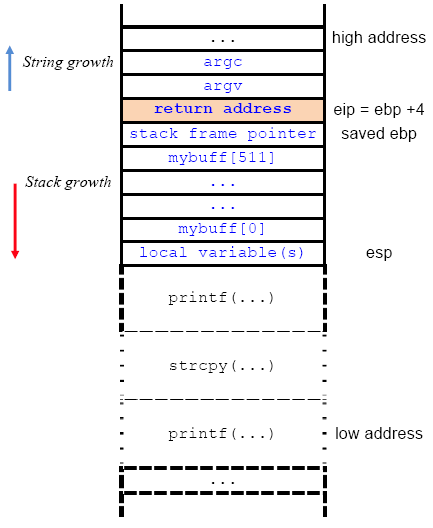 ... high address
String growth argc
argv
return address eip = ebp +4
stack frame pointer saved ebp
mybuff[511]
Stack growth ...
...
mybuff[0]
local variable(s) esp
printf(...)
strcpy(...)
printf(...) low address
...